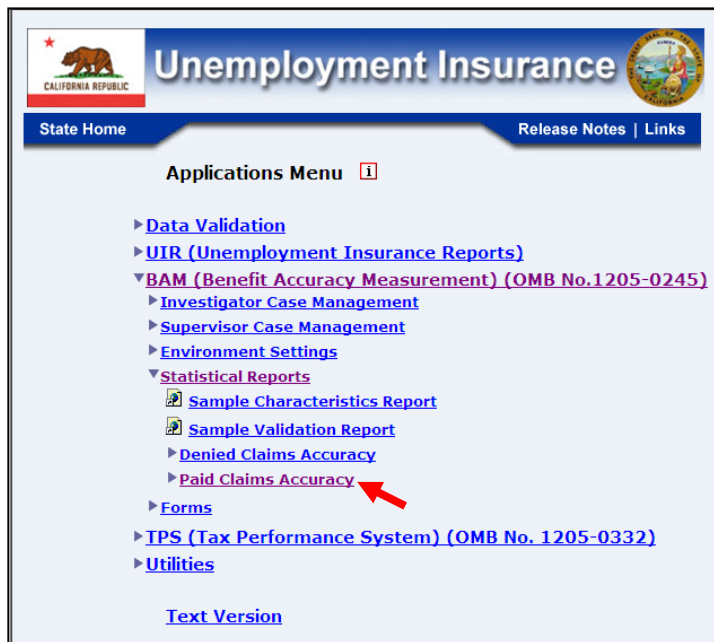 CALIFORNIA REPUBLIC
Unemployment Insurance
State Home
Release Notes | Links
Applications Menu i
Data Validation
UIR (Unemployment Insurance Reports)
BAM (Benefit Accuracy Measurement) (OMB No.1205-0245)
Investigator Case Management
Supervisor Case Management
Environment Settings
Statistical Reports
Sample Characteristics Report
Sample Validation Report
Denied Claims Accuracy
Paid Claims Accuracy
Forms
TPS (Tax Performance System) (OMB No. 1205-0332)
Utilities
Text Version